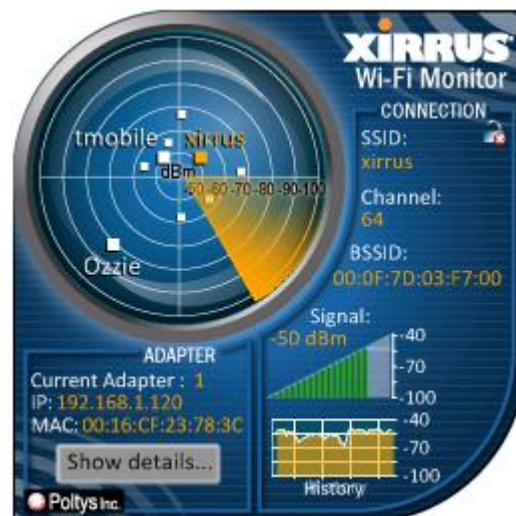 XIRRUS
Wi-Fi Monitor
CONNECTION
SSID:
xirrus
Channel:
64
BSSID:
00:0F:7D:03:F7:00
tmobile
xirrus
dBm
-50 -60 -70 -80 -90 -100
Ozzie
Signal:
-50 dBm
-40
-70
-100
-40
-70
-100
History
ADAPTER
Current Adapter : 1
IP: 192.168.1.120
MAC: 00:16:CF:23:78:3C
Show details...
Poltys Inc.